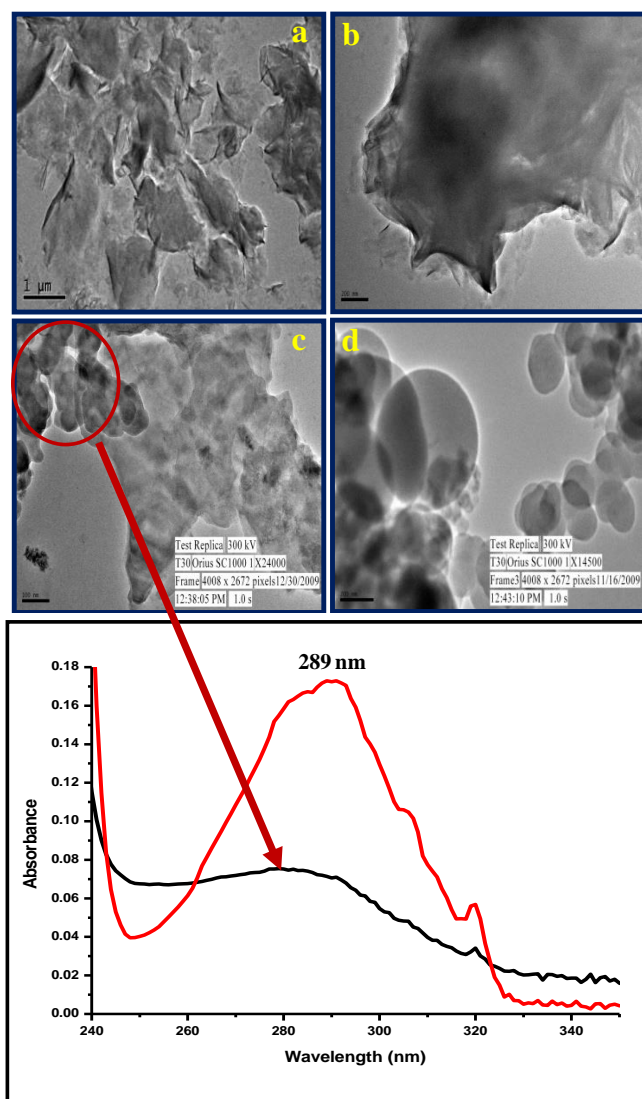 a
b
1 µm
200 nm
c
d
Test Replica 300 kV
T30 Orius SC1000 1X24000
Frame 4008 x 2672 pixels12/30/2009
12:38:05 PM 1.0 s
Test Replica 300 kV
T30 Orius SC1000 1X14500
Frame3 4008 x 2672 pixels11/16/2009
12:43:10 PM 1.0 s
289 nm
0.18
0.16
0.14
0.12
0.10
0.08
0.06
0.04
0.02
0.00
Absorbance
240 260 280 300 320 340
Wavelength (nm)